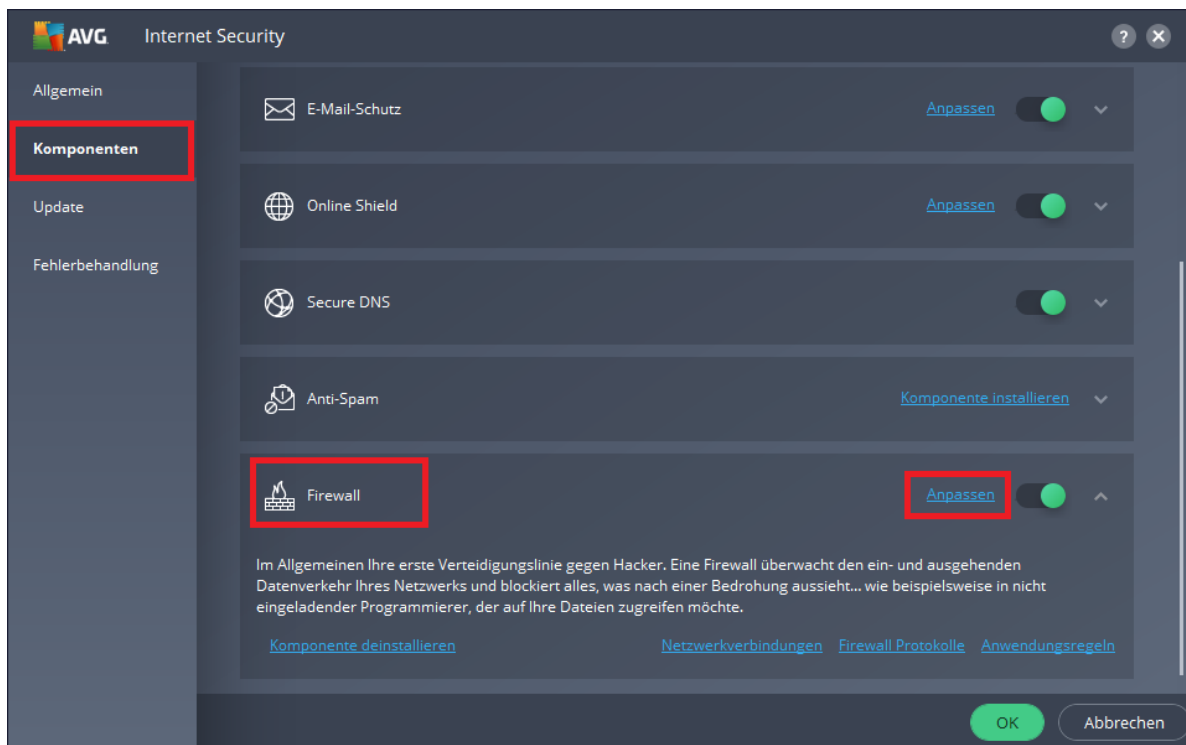 AVG Internet Security ?
Allgemein
Komponenten
Update
Fehlerbehandlung
E-Mail-Schutz Anpassen
Online Shield Anpassen
Secure DNS
Anti-Spam Komponente installieren
Firewall Anpassen
Im Allgemeinen Ihre erste Verteidigungslinie gegen Hacker. Eine Firewall überwacht den ein- und ausgehenden
Datenverkehr Ihres Netzwerks und blockiert alles, was nach einer Bedrohung aussieht... wie beispielsweise in nicht
eingeladender Programmierer, der auf Ihre Dateien zugreifen möchte.
Komponente deinstallieren Netzwerkverbindungen Firewall Protokolle Anwendungsregeln
OK Abbrechen